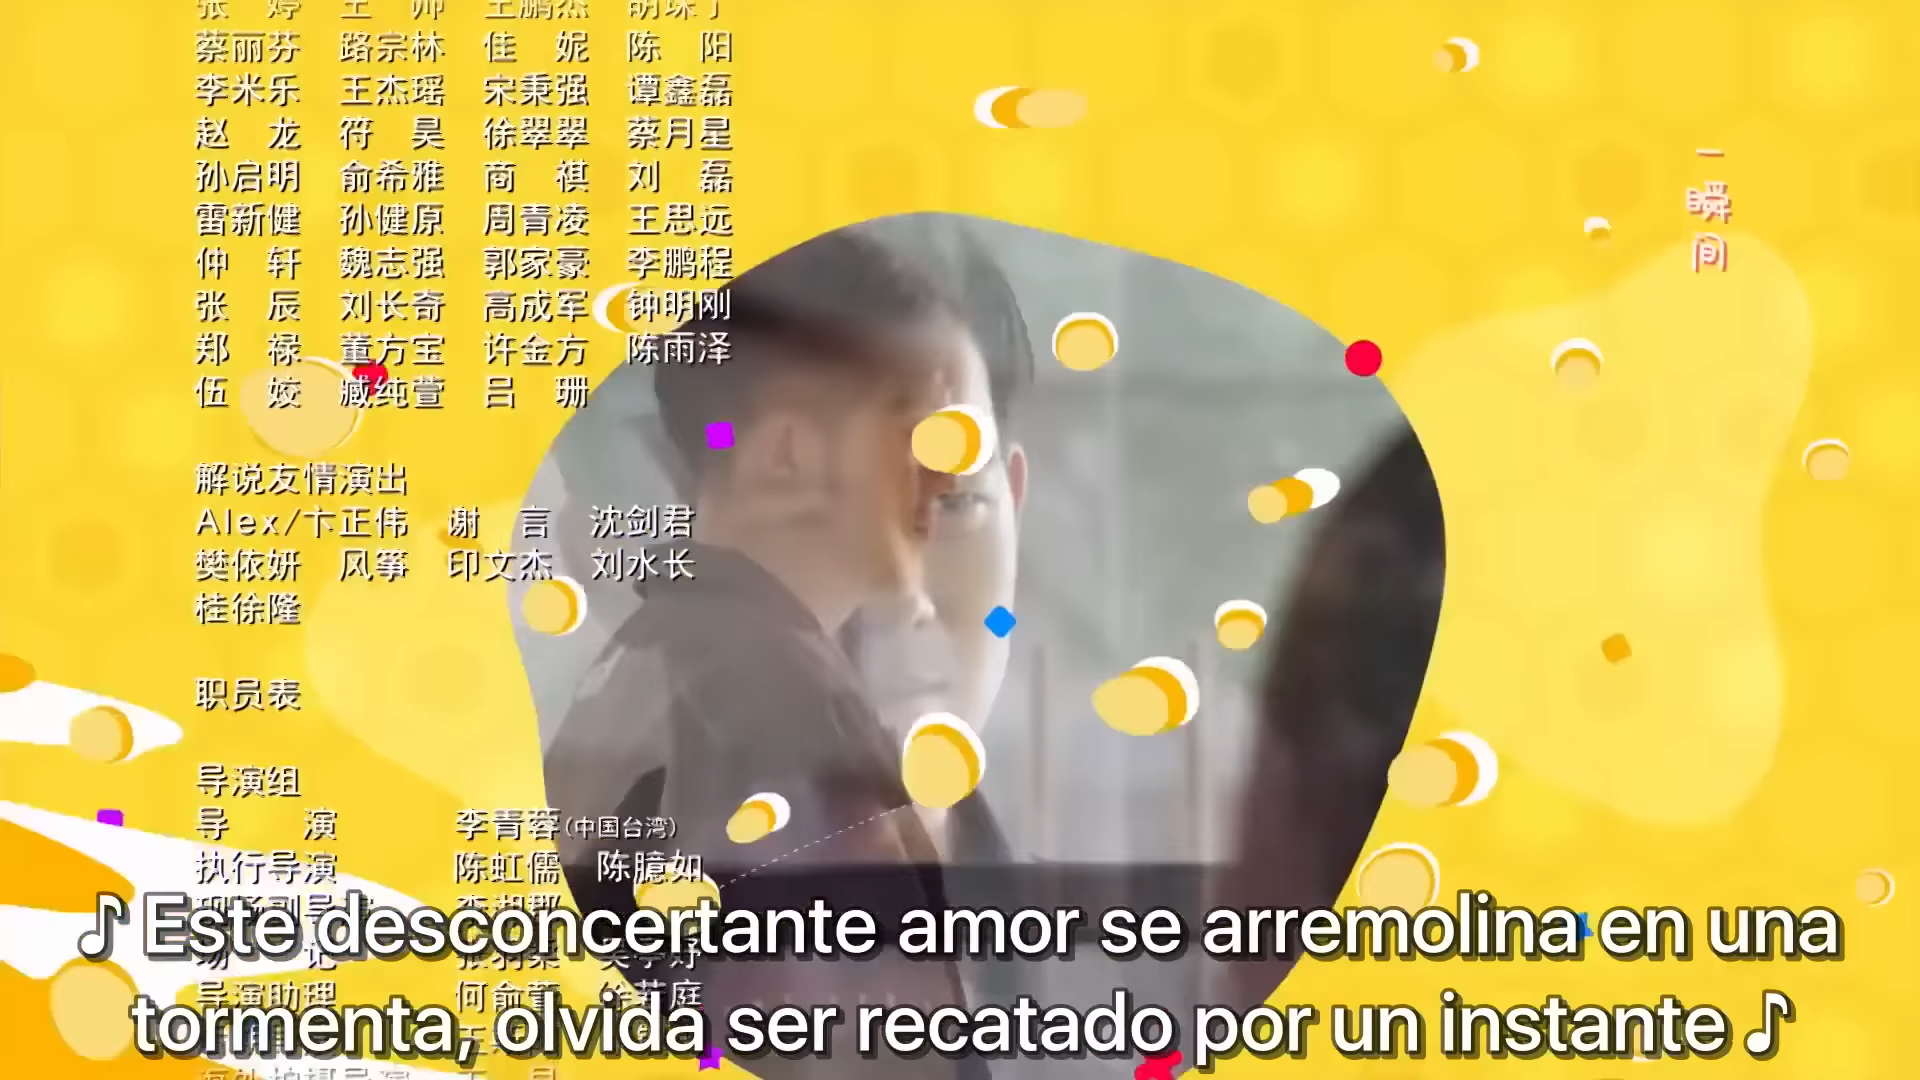 蔡丽芬 路宗林 佳 妮 陈 阳
李米乐 王杰瑶 宋秉强 谭鑫磊
赵 龙 符 昊 徐翠翠 蔡月星
孙启明 俞希雅 商 祺 刘 磊
雷新健 孙健原 周青凌 王思远
仲 轩 魏志强 郭家豪 李鹏程
张 辰 刘长奇 高成军 钟明刚
郑 禄 董方宝 许金方 陈雨泽
伍 姣 臧纯萱 吕 珊
解说友情演出
Alex/卞正伟 谢 言 沈剑君
樊依妍 风筝 印文杰 刘水长
桂徐隆
职员表
导演组
导 演 李青蓉(中国台湾)
执行导演 陈虹儒 陈臆如
导演助理
一瞬间
♪ Este desconcertante amor se arremolina en una
tormenta, olvida ser recatado por un instante ♪